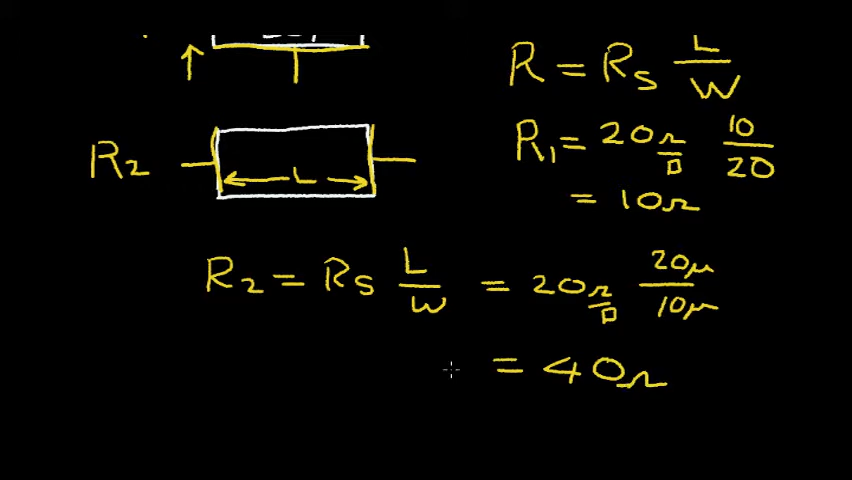 R = Rs L/W
R1 = 20Ω/□ 10/20
= 10Ω
R2
L
R2 = Rs L/W = 20Ω/□ 20μ/10μ
= 40Ω